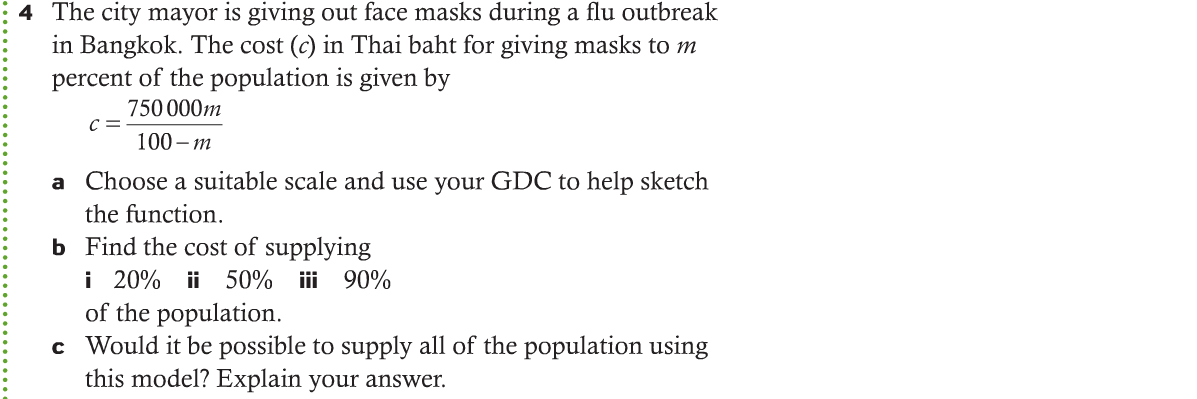 4 The city mayor is giving out face masks during a flu outbreak
in Bangkok. The cost (c) in Thai baht for giving masks to m
percent of the population is given by
c = 750 000m / 100 – m
a Choose a suitable scale and use your GDC to help sketch
the function.
b Find the cost of supplying
i 20% ii 50% iii 90%
of the population.
c Would it be possible to supply all of the population using
this model? Explain your answer.